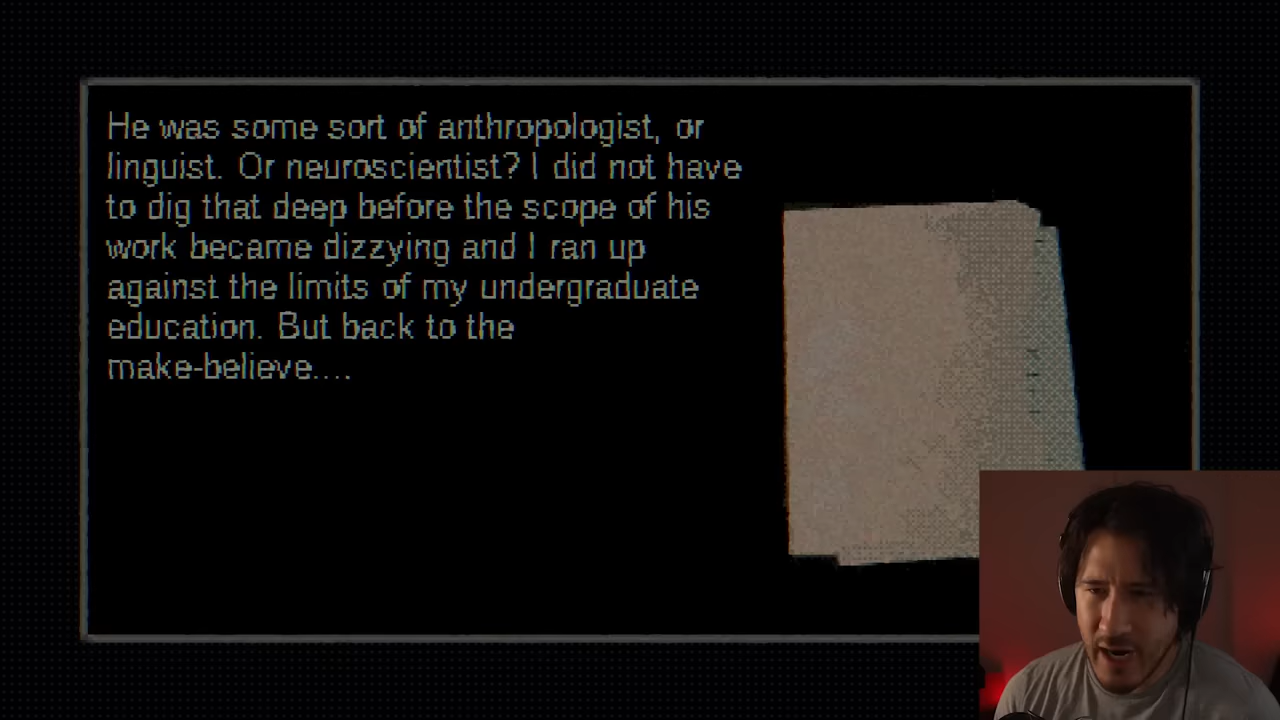 He was some sort of anthropologist, or
linguist. Or neuroscientist? I did not have
to dig that deep before the scope of his
work became dizzying and I ran up
against the limits of my undergraduate
education. But back to the
make-believe....